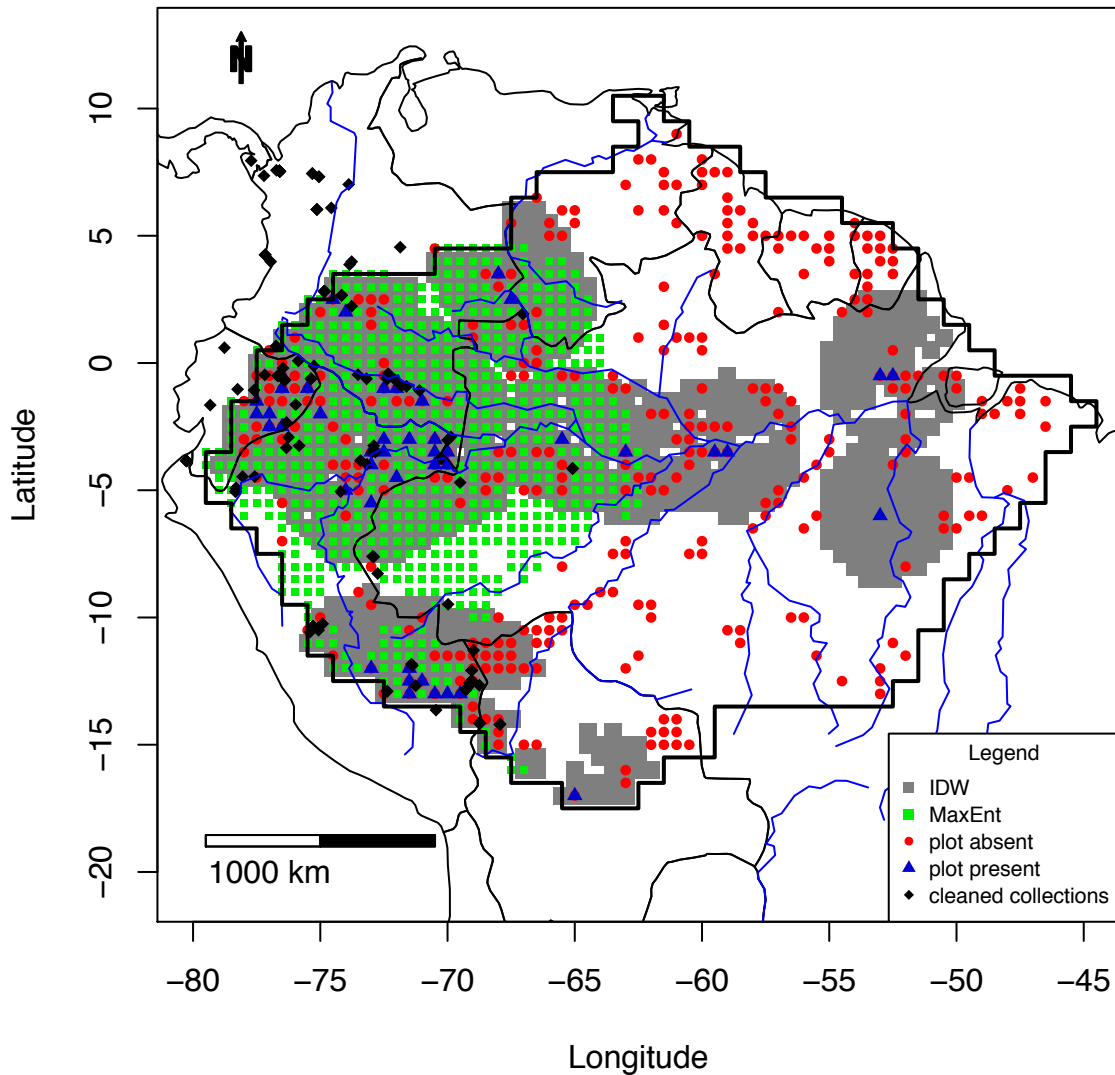 N
10
5
0
−5
−10
−15
−20
Latitude
1000 km
Legend
IDW
MaxEnt
plot absent
plot present
cleaned collections
−80
−75
−70
−65
−60
−55
−50
−45
Longitude